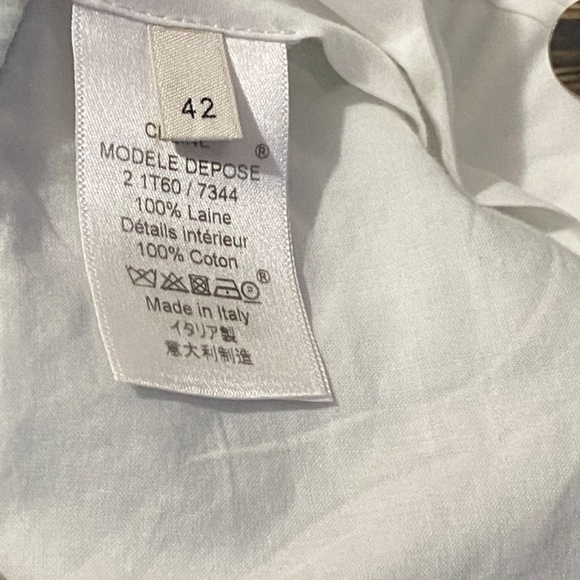 42
®
MODELE DEPOSE
2 1T60 / 7344
100% Laine
Détails intérieur
100% Coton
®
Made in Italy
イタリア製
意大利制造